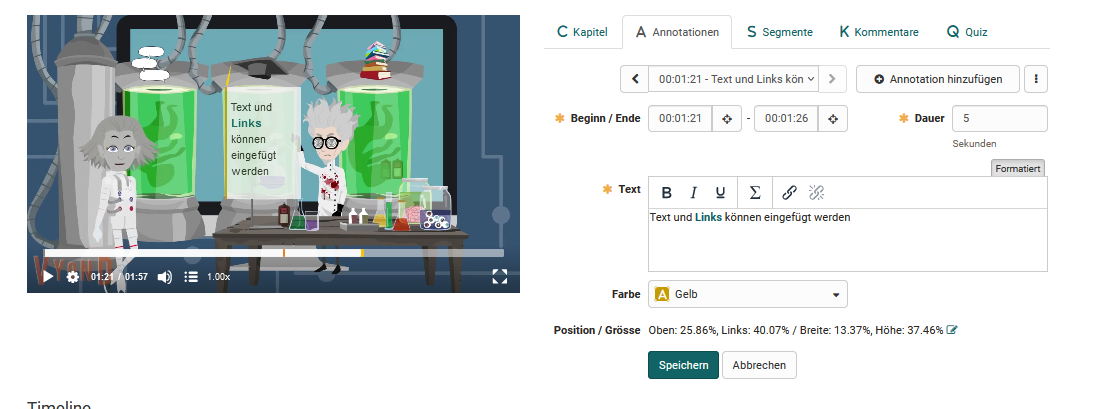 Text und
Links
können
eingefügt
werden
VYOND
01:21 / 01:57
1.00x
C Kapitel
A Annotationen
S Segmente
K Kommentare
Q Quiz
00:01:21 - Text und Links kön
Annotation hinzufügen
Beginn / Ende
00:01:21 - 00:01:26
Dauer
5
Sekunden
Formatiert
Text
B I U Σ
Text und Links können eingefügt werden
Farbe
A Gelb
Position / Grösse
Oben: 25.86%, Links: 40.07% / Breite: 13.37%, Höhe: 37.46%
Speichern
Abbrechen
Timeline